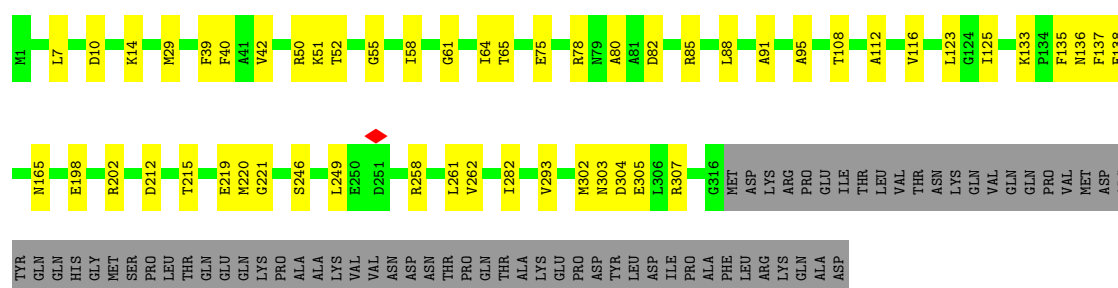 M1 L7 D10 K14 M29 F39 F40 A41 V42 R50 K51 T52 G55 I58 G61 I64 T65 E75 R78 N79 A80 A81 D82 R85 L88 A91 A95 T108 A112 V116 L123 G124 I125 K133 P134 F135 N136 F137
N165 E198 R202 D212 T215 E219 M220 G221 S246 L249 E250 D251 R258 L261 V262 I282 V293 M302 N303 D304 E305 L306 R307 G316 MET ASP LYS ARG PRO GLU ILE THR LEU VAL THR ASN LYS GLN VAL GLN GLN PRO VAL MET ASP
TYR GLN GLN HIS GLY MET SER PRO LEU THR GLN GLU GLN LYS PRO ALA ALA LYS VAL VAL ASN ASP ASN THR PRO GLN THR ALA LYS GLU PRO ASP TYR LEU ASP ILE PRO ALA PHE LEU ARG LYS GLN ALA ASP